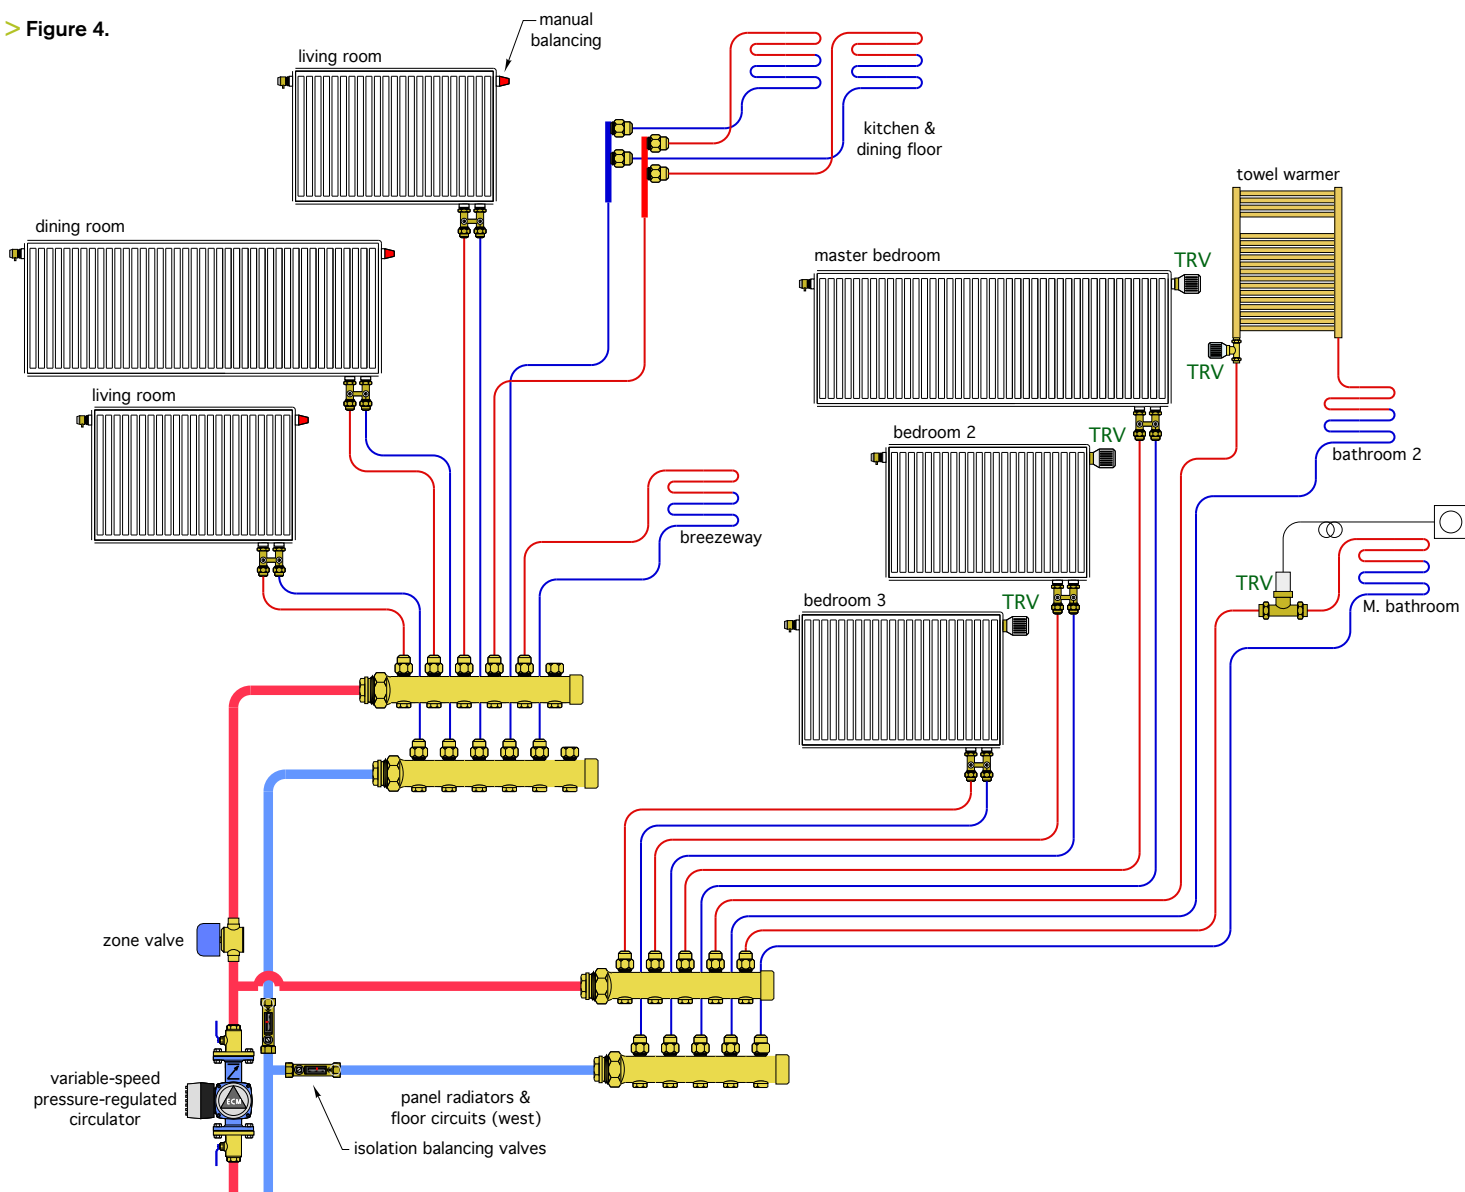 > Figure 4.
manual
balancing
living room
kitchen &
dining floor
towel warmer
dining room
master bedroom
TRV
TRV
living room
TRV
bedroom 2
bathroom 2
breezeway
TRV
bedroom 3
TRV
M. bathroom
zone valve
variable-speed
pressure-regulated
circulator
ECM
panel radiators &
floor circuits (west)
isolation balancing valves